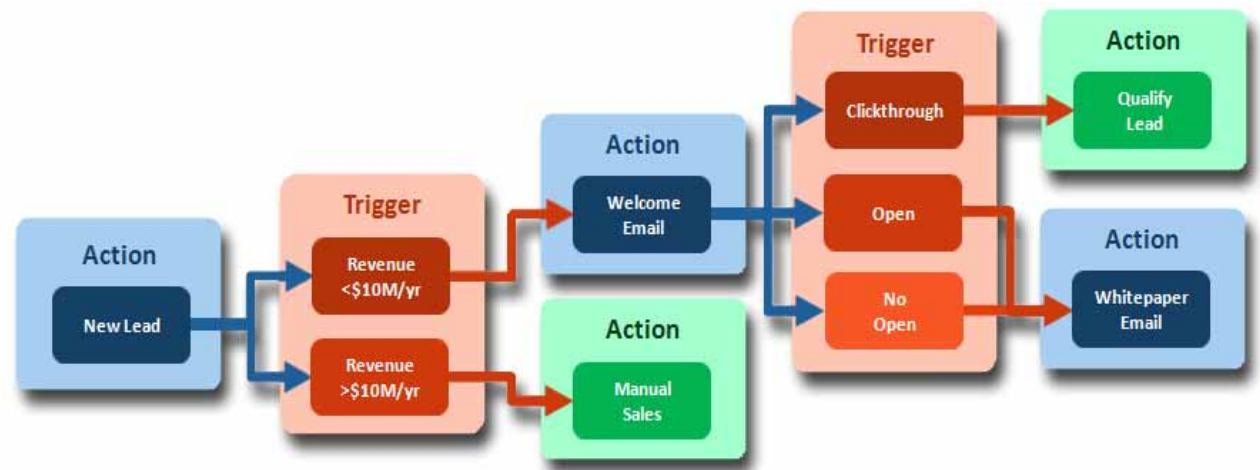 Action
New Lead
Trigger
Revenue
<$10M/yr
Revenue
>$10M/yr
Action
Welcome
Email
Action
Manual
Sales
Trigger
Clickthrough
Open
No
Open
Action
Qualify
Lead
Action
Whitepaper
Email